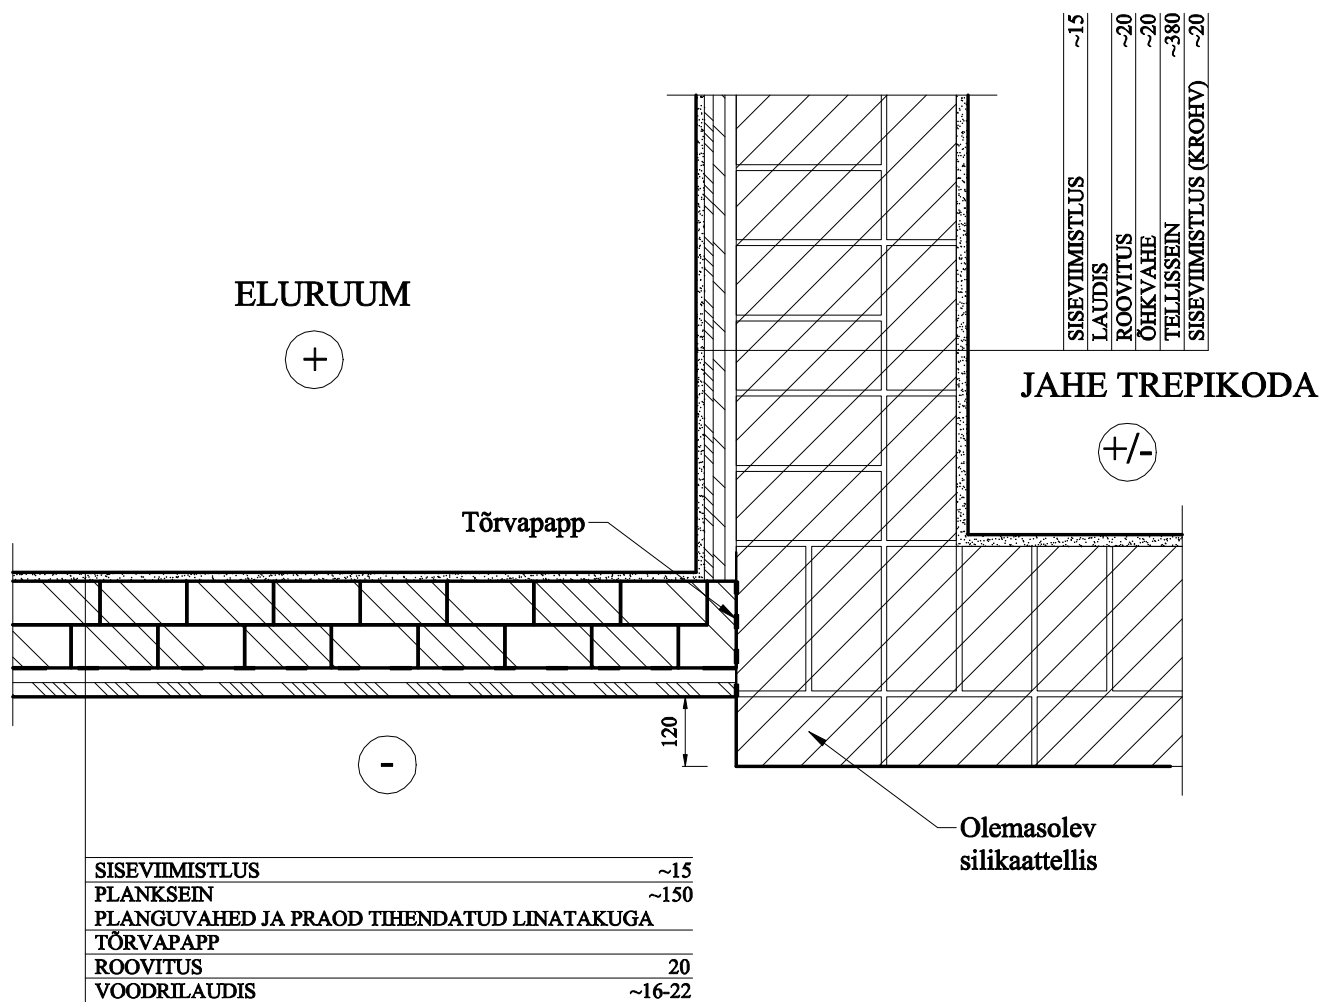 SISEVIIMISTLUS ~15
LAUDIS
ROOVITUS ~20
ÕHKVAHE ~20
TELLISSEIN ~380
SISEVIIMISTLUS (KROHV) ~20
ELURUUM
+
JAHE TREPIKODA
+/-
Tõrvapapp
120
-
Olemasolev
silikaattellis
SISEVIIMISTLUS ~15
PLANKSEIN ~150
PLANGUVAHED JA PRAOD TIHENDATUD LINATAKUGA
TÕRVAPAPP
ROOVITUS 20
VOODRILAUDIS ~16-22